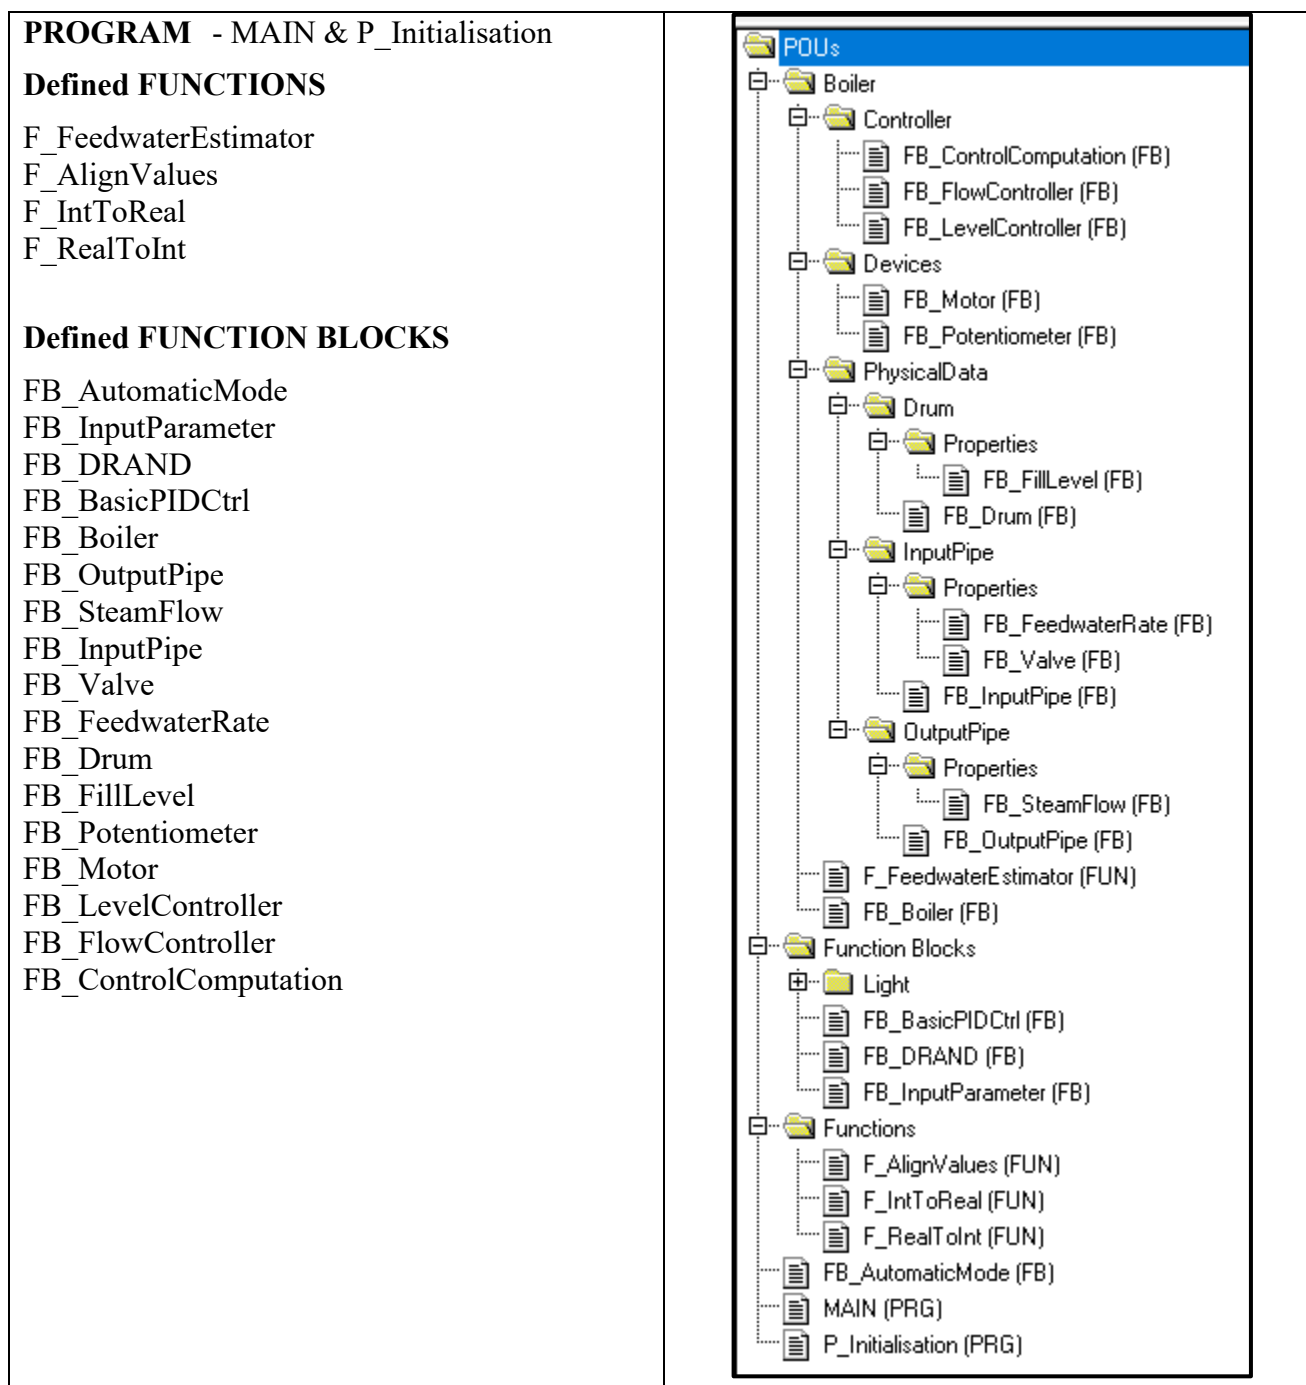 PROGRAM - MAIN & P_Initialisation
Defined FUNCTIONS
F_FeedwaterEstimator
F_AlignValues
F_IntToReal
F_RealToInt
Defined FUNCTION BLOCKS
FB_AutomaticMode
FB_InputParameter
FB_DRAND
FB_BasicPIDCtrl
FB_Boiler
FB_OutputPipe
FB_SteamFlow
FB_InputPipe
FB_Valve
FB_FeedwaterRate
FB_Drum
FB_FillLevel
FB_Potentiometer
FB_Motor
FB_LevelController
FB_FlowController
FB_ControlComputation
POUs
Boiler
Controller
FB_ControlComputation (FB)
FB_FlowController (FB)
FB_LevelController (FB)
Devices
FB_Motor (FB)
FB_Potentiometer (FB)
PhysicalData
Drum
Properties
FB_FillLevel (FB)
FB_Drum (FB)
InputPipe
Properties
FB_FeedwaterRate (FB)
FB_Valve (FB)
FB_InputPipe (FB)
OutputPipe
Properties
FB_SteamFlow (FB)
FB_OutputPipe (FB)
F_FeedwaterEstimator (FUN)
FB_Boiler (FB)
Function Blocks
Light
FB_BasicPIDCtrl (FB)
FB_DRAND (FB)
FB_InputParameter (FB)
Functions
F_AlignValues (FUN)
F_IntToReal (FUN)
F_RealToInt (FUN)
FB_AutomaticMode (FB)
MAIN (PRG)
P_Initialisation (PRG)